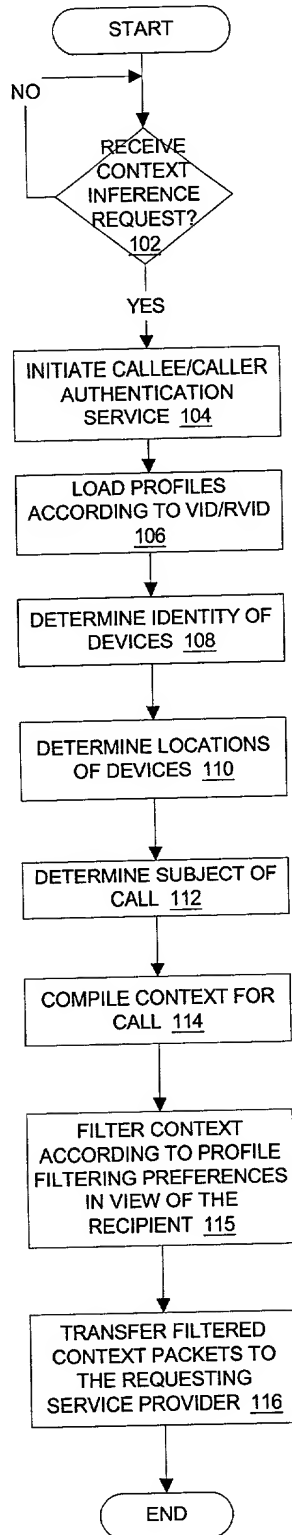 START
NO
RECEIVE
CONTEXT
INFERENCE
REQUEST?
102
YES
INITIATE CALLEE/CALLER
AUTHENTICATION
SERVICE 104
LOAD PROFILES
ACCORDING TO VID/RVID
106
DETERMINE IDENTITY OF
DEVICES 108
DETERMINE LOCATIONS
OF DEVICES 110
DETERMINE SUBJECT OF
CALL 112
COMPILE CONTEXT FOR
CALL 114
FILTER CONTEXT
ACCORDING TO PROFILE
FILTERING PREFERENCES
IN VIEW OF THE
RECIPIENT 115
TRANSFER FILTERED
CONTEXT PACKETS TO
THE REQUESTING
SERVICE PROVIDER 116
END